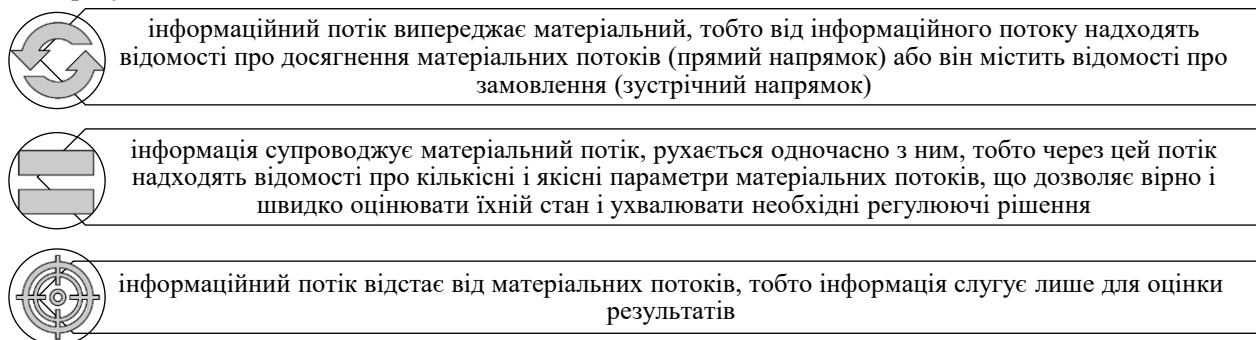 інформаційний потік випереджає матеріальний, тобто від інформаційного потоку надходять
відомості про досягнення матеріальних потоків (прямий напрямок) або він містить відомості про
замовлення (зустрічний напрямок)
інформація супроводжує матеріальний потік, рухається одночасно з ним, тобто через цей потік
надходять відомості про кількісні і якісні параметри матеріальних потоків, що дозволяє вірно і
швидко оцінювати їхній стан і ухвалювати необхідні регулюючі рішення
інформаційний потік відстає від матеріальних потоків, тобто інформація слугує лише для оцінки
результатів